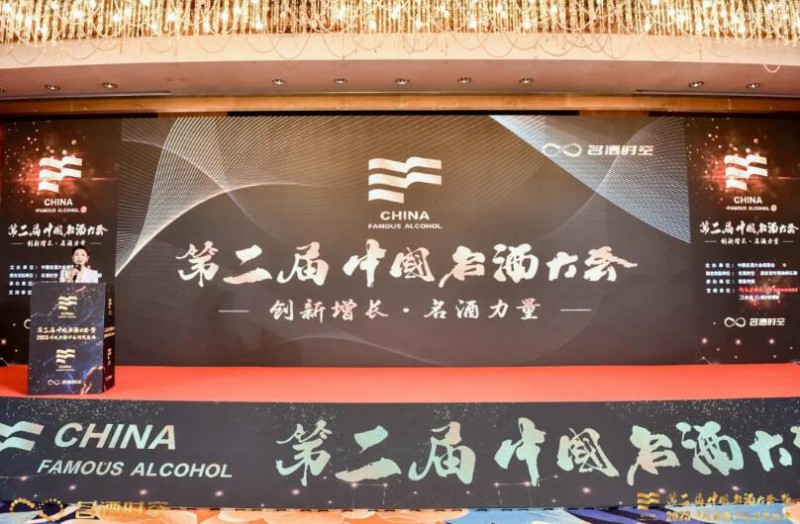 名酒时空
CHINA
FAMOUS ALCOHOL
第二届中国名酒大会
创新增长·名酒力量
CHINA
FAMOUS ALCOHOL
第二届中国名酒大会
创新增长·名酒力量
CHINA
FAMOUS ALCOHOL
第二届中国名酒大会
创新增长·名酒力量
名酒时空
第二届中国名酒大会暨
名酒时空
CHINA
FAMOUS ALCOHOL
第二届中国名酒大
名酒时空
第二届中国名酒大会暨